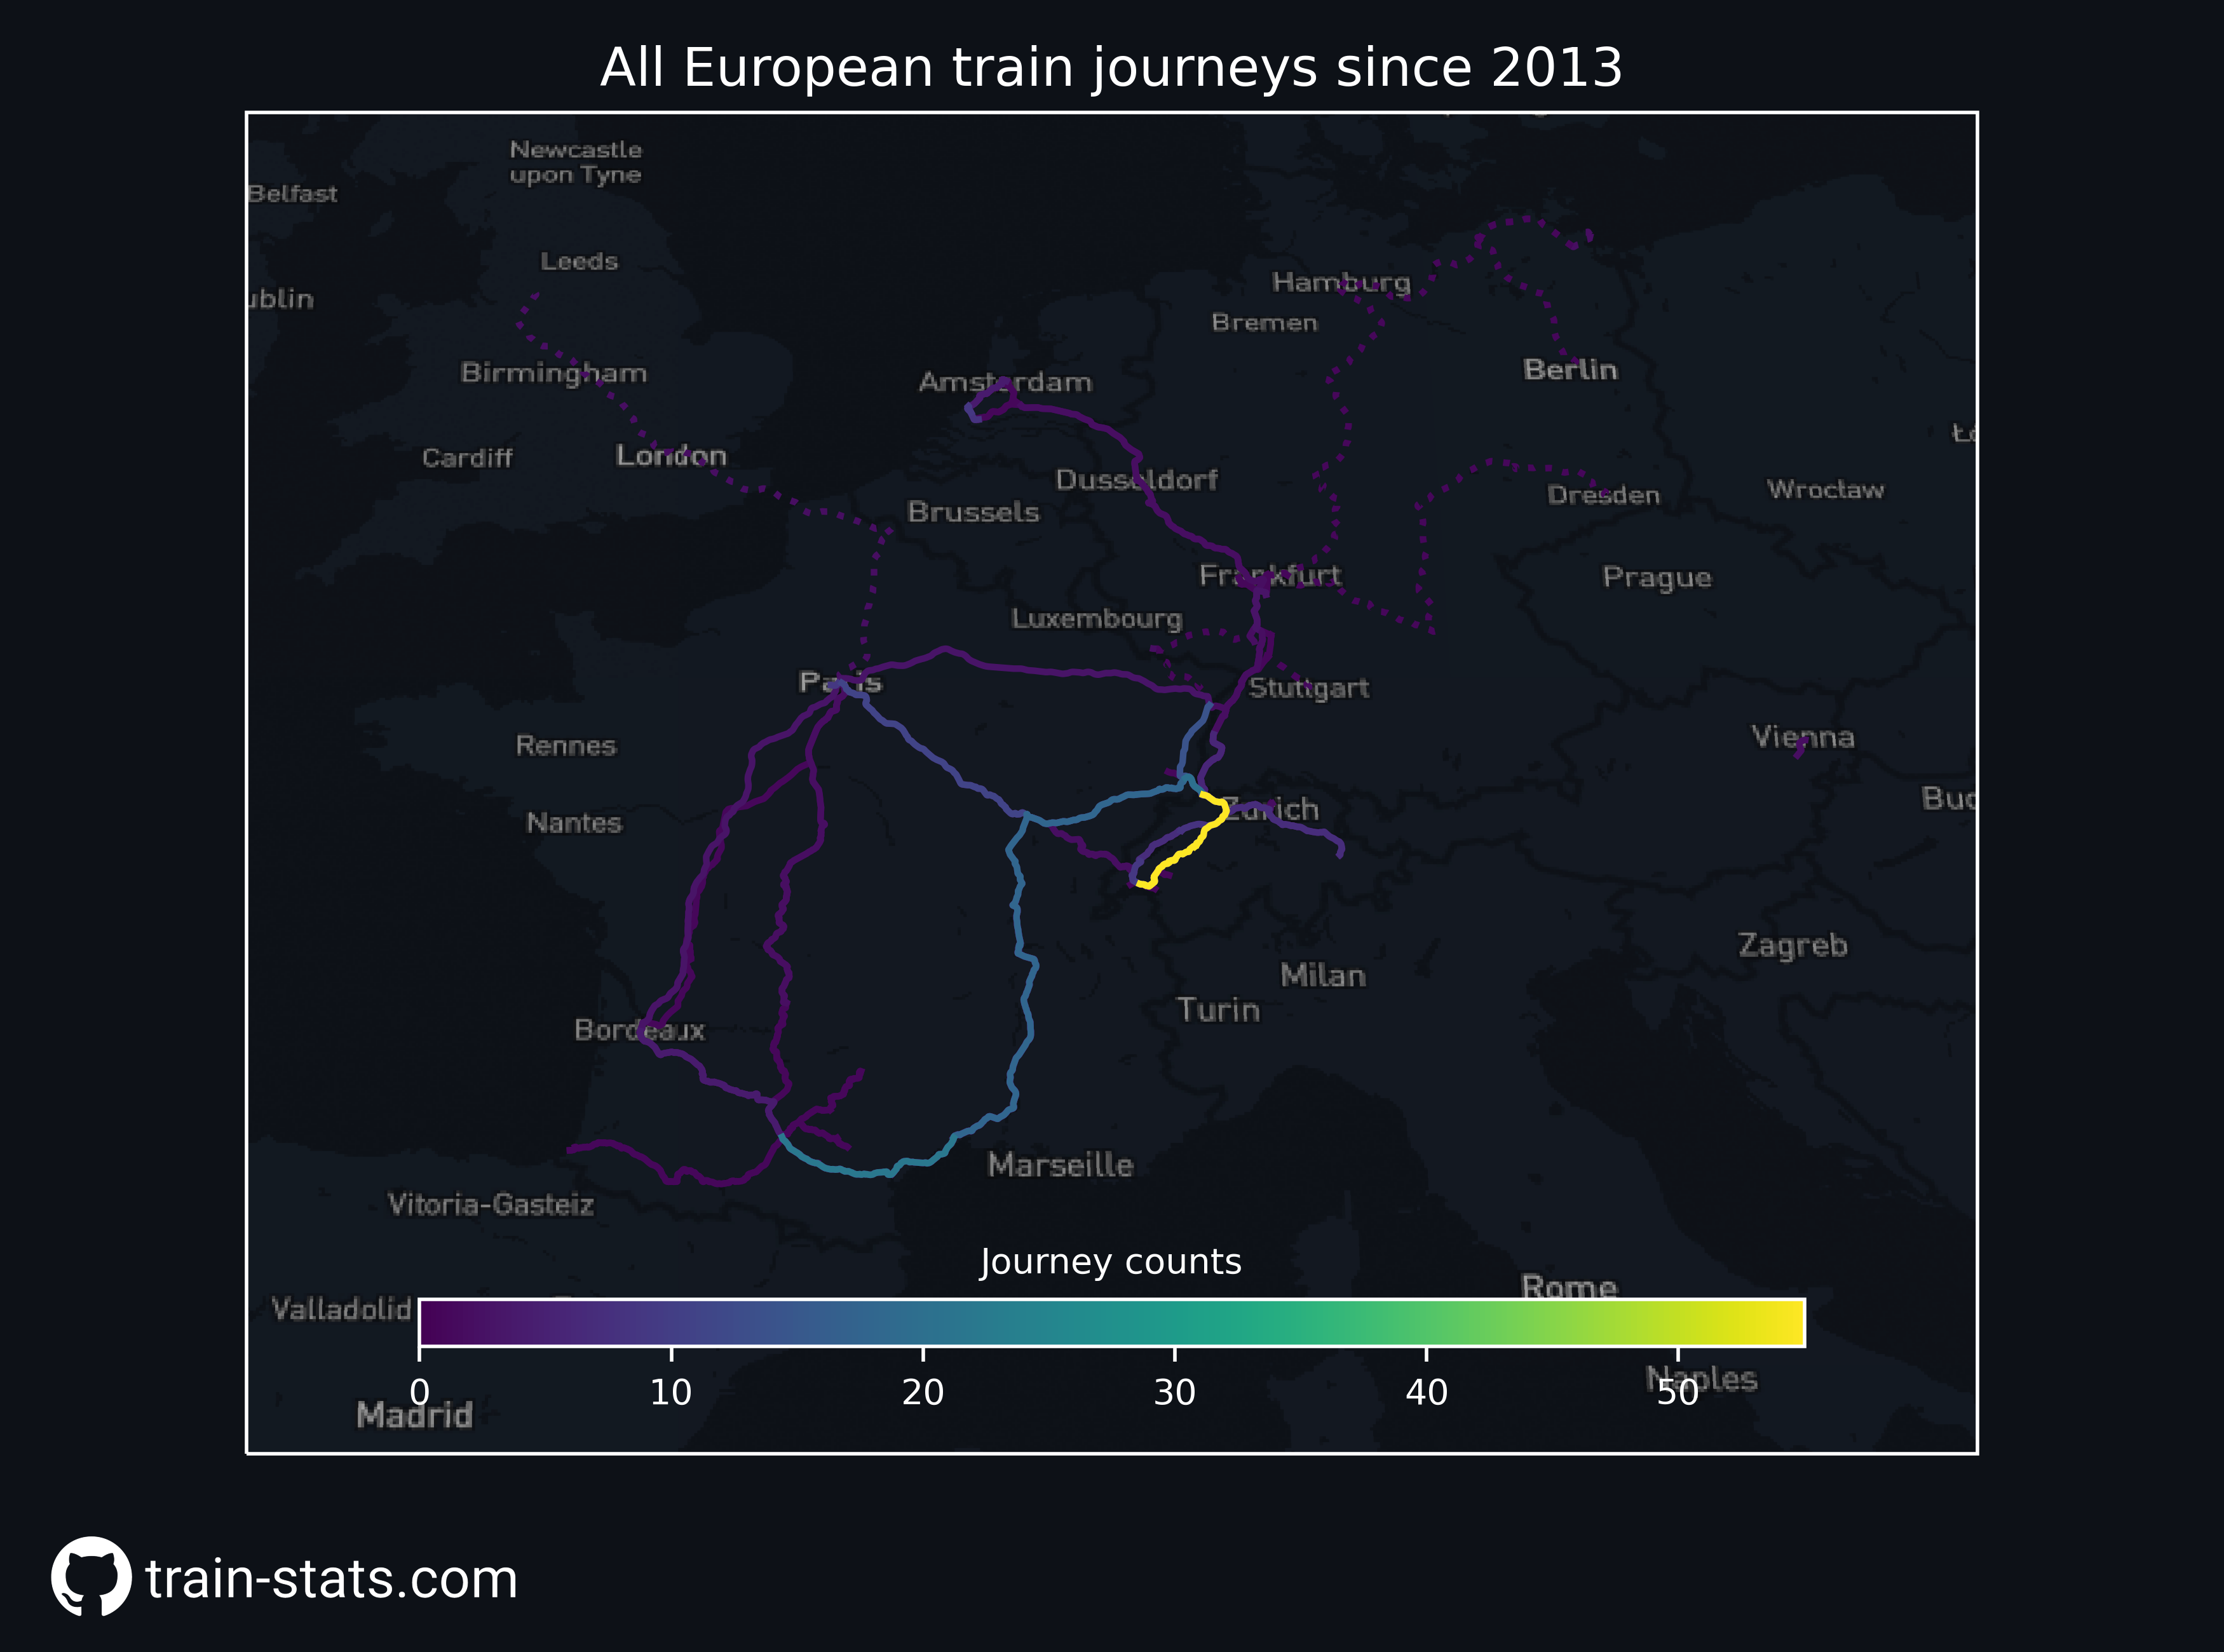 All European train journeys since 2013
Newcastle
upon Tyne
Belfast
Leeds
ublin
Hamburg
Bremen
Birmingham
Amsterdam
Berlin
Cardiff
London
Dusseldorf
Brussels
Dresden
Wrocław
Frankfurt
Prague
Luxembourg
Paris
Stuttgart
Rennes
Vienna
Nantes
Zurich
Buc
Zagreb
Milan
Turin
Bordeaux
Marseille
Vitoria-Gasteiz
Journey counts
Rome
Valladolid
Naples
0 10 20 30 40 50
Madrid
train-stats.com